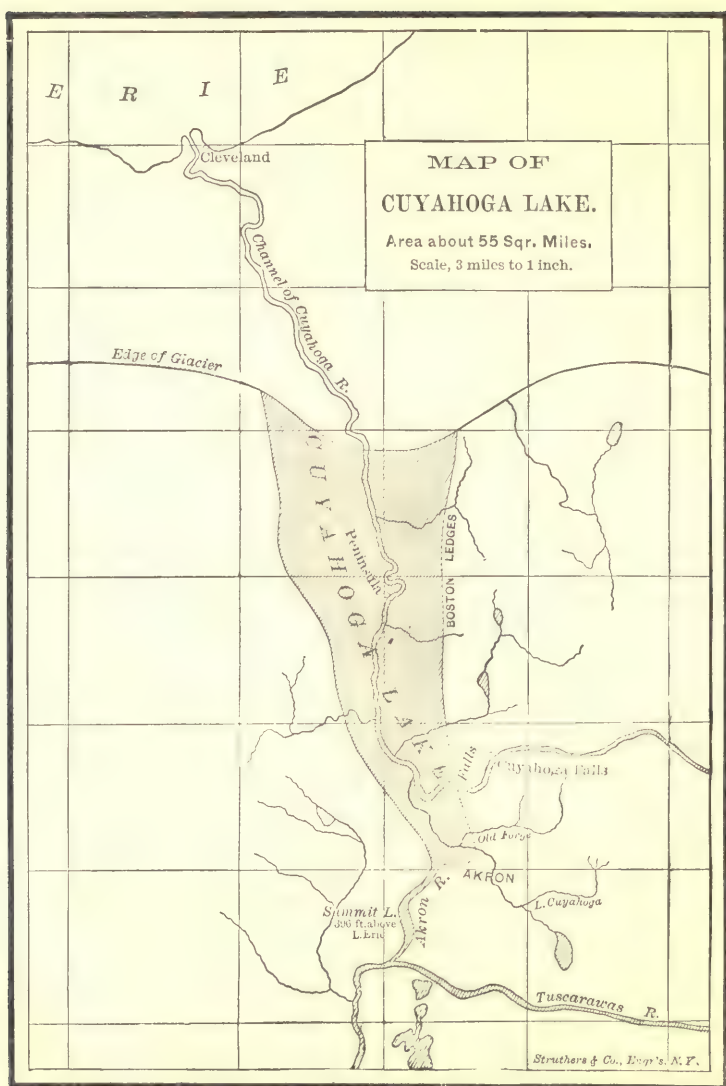 ERIE
Cleveland
MAP OF
CUYAHOGA LAKE.
Area about 55 Sqr. Miles.
Scale, 3 miles to 1 inch.
Channel of Cuyahoga R.
Edge of Glacier
CUYAHOGA LAKE
Peninsula
BOSTON LEDGES
Falls
Cuyahoga Falls
Old Forge
AKRON
L. Cuyahoga
Summit L.
396 ft. above
L. Erie
Akron R.
Tuscarawas R.
Struthers & Co., Engr's, N. Y.